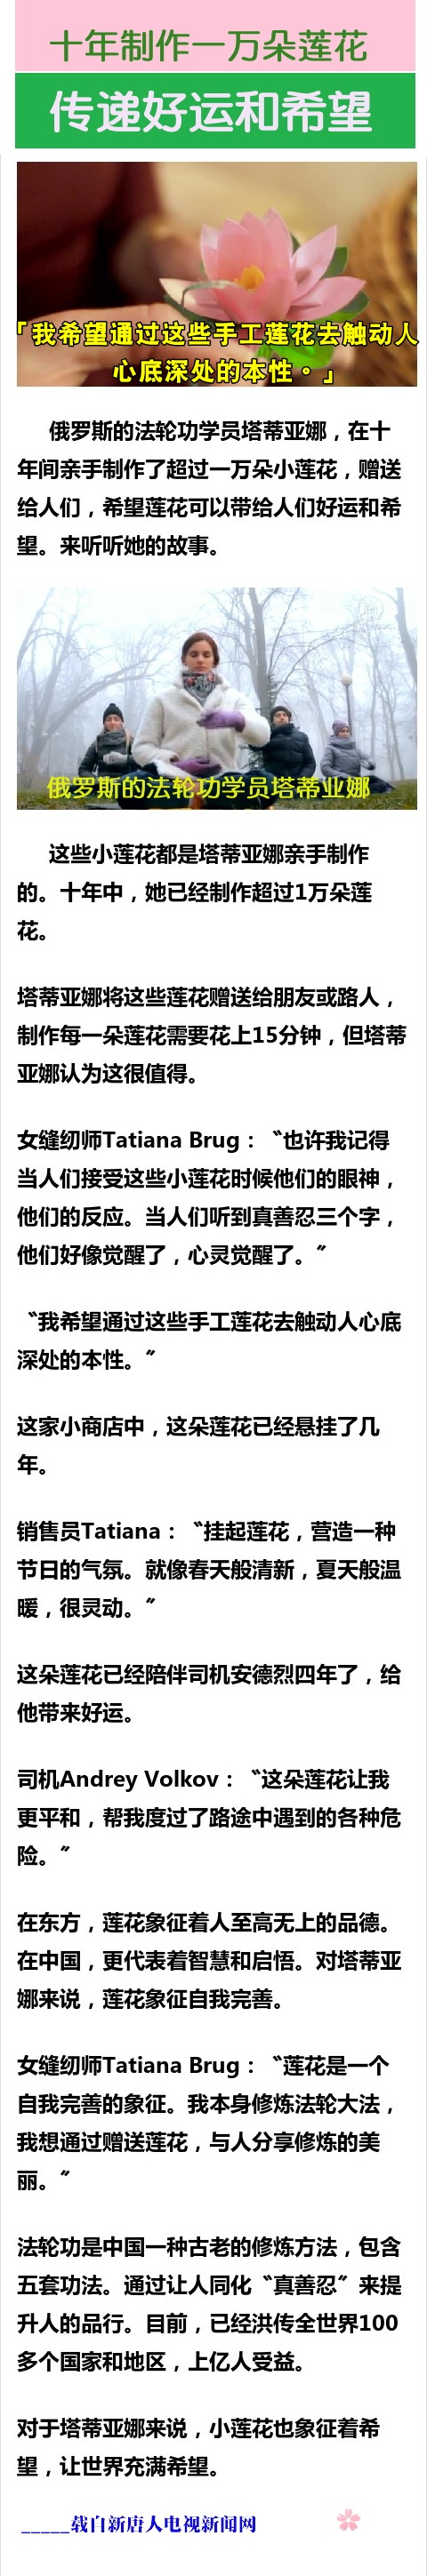 十年制作一万朵莲花
传递好运和希望
「我希望通过这些手工莲花去触动人
心底深处的本性。」
俄罗斯的法轮功学员塔蒂亚娜，在十
年间亲手制作了超过一万朵小莲花，赠送
给人们，希望莲花可以带给人们好运和希
望。来听听她的故事。
俄罗斯的法轮功学员塔蒂业娜
这些小莲花都是塔蒂亚娜亲手制作
的。十年中，她已经制作超过1万朵莲
花。
塔蒂亚娜将这些莲花赠送给朋友或路人，
制作每一朵莲花需要花上15分钟，但塔蒂
亚娜认为这很值得。
女缝纫师Tatiana Brug：〝也许我记得
当人们接受这些小莲花时候他们的眼神，
他们的反应。当人们听到真善忍三个字，
他们好像觉醒了，心灵觉醒了。〞
〝我希望通过这些手工莲花去触动人心底
深处的本性。〞
这家小商店中，这朵莲花已经悬挂了几
年。
销售员Tatiana：〝挂起莲花，营造一种
节日的气氛。就像春天般清新，夏天般温
暖，很灵动。〞
这朵莲花已经陪伴司机安德烈四年了，给
他带来好运。
司机Andrey Volkov：〝这朵莲花让我
更平和，帮我度过了路途中遇到的各种危
险。〞
在东方，莲花象征着人至高无上的品德。
在中国，更代表着智慧和启悟。对塔蒂亚
娜来说，莲花象征自我完善。
女缝纫师Tatiana Brug：〝莲花是一个
自我完善的象征。我本身修炼法轮大法，
我想通过赠送莲花，与人分享修炼的美
丽。〞
法轮功是中国一种古老的修炼方法，包含
五套功法。通过让人同化〝真善忍〞来提
升人的品行。目前，已经洪传全世界100
多个国家和地区，上亿人受益。
对于塔蒂亚娜来说，小莲花也象征着希
望，让世界充满希望。
_____载自新唐人电视新闻网